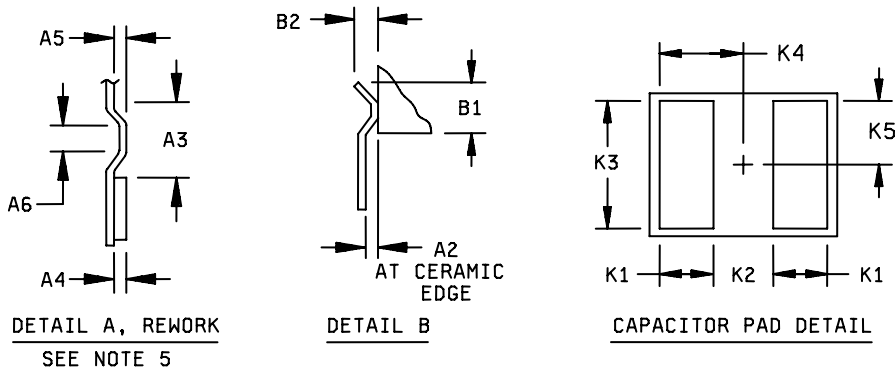 A5
A3
A6
A4
DETAIL A, REWORK
SEE NOTE 5
B2
B1
A2
AT CERAMIC
EDGE
DETAIL B
K4
K5
K3
K1
K2
K1
CAPACITOR PAD DETAIL